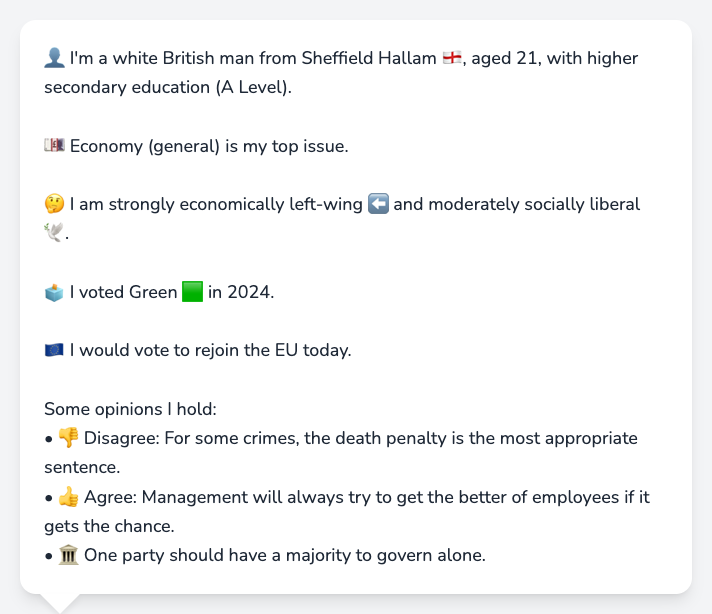 👤 I'm a white British man from Sheffield Hallam 🏴󠁧󠁢󠁥󠁮󠁧󠁿, aged 21, with higher
secondary education (A Level).
💷 Economy (general) is my top issue.
🤔 I am strongly economically left-wing ⬅️ and moderately socially liberal
🕊️.
🗳️ I voted Green 🟩 in 2024.
🇪🇺 I would vote to rejoin the EU today.
Some opinions I hold:
• 👎 Disagree: For some crimes, the death penalty is the most appropriate
sentence.
• 👍 Agree: Management will always try to get the better of employees if it
gets the chance.
• 🏛️ One party should have a majority to govern alone.